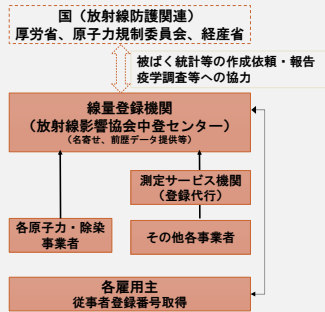 国（放射線防護関連）
厚労省、原子力規制委員会、経産省
被ばく統計等の作成依頼・報告
疫学調査等への協力
線量登録機関
（放射線影響協会中登センター）
（名寄せ、前歴データ提供等）
測定サービス機関
（登録代行）
各原子力・除染
事業者
その他各事業者
各雇用主
従事者登録番号取得